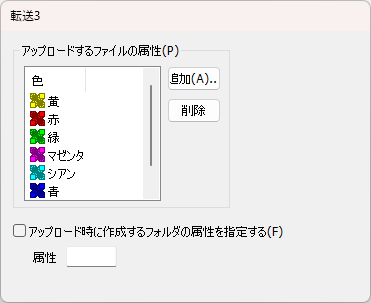 転送3
アップロードするファイルの属性(P)
色
黄
赤
緑
マゼンタ
シアン
青
追加(A)..
削除
アップロード時に作成するフォルダの属性を指定する(F)
属性